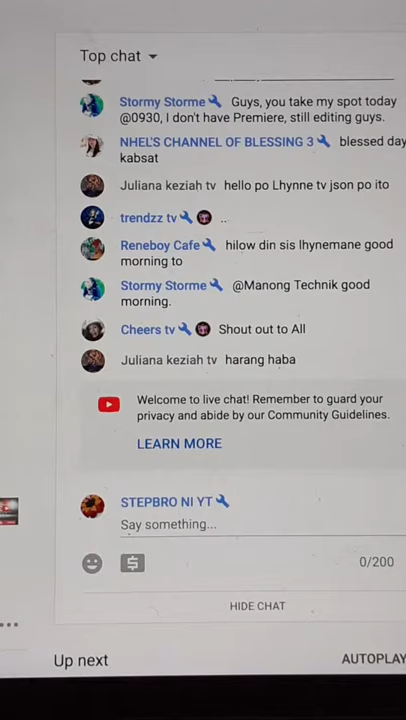 Top chat
Stormy Storme Guys, you take my spot today
@0930, I don't have Premiere, still editing guys.
NHEL'S CHANNEL OF BLESSING 3 blessed day
kabsat
Juliana keziah tv hello po Lhynne tv json po ito
trendzz tv ..
Reneboy Cafe hilow din sis lhynemane good
morning to
Stormy Storme @Manong Technik good
morning.
Cheers tv Shout out to All
Juliana keziah tv harang haba
Welcome to live chat! Remember to guard your
privacy and abide by our Community Guidelines.
LEARN MORE
STEPBRO NI YT
Say something...
0/200
HIDE CHAT
Up next
AUTOPLAY